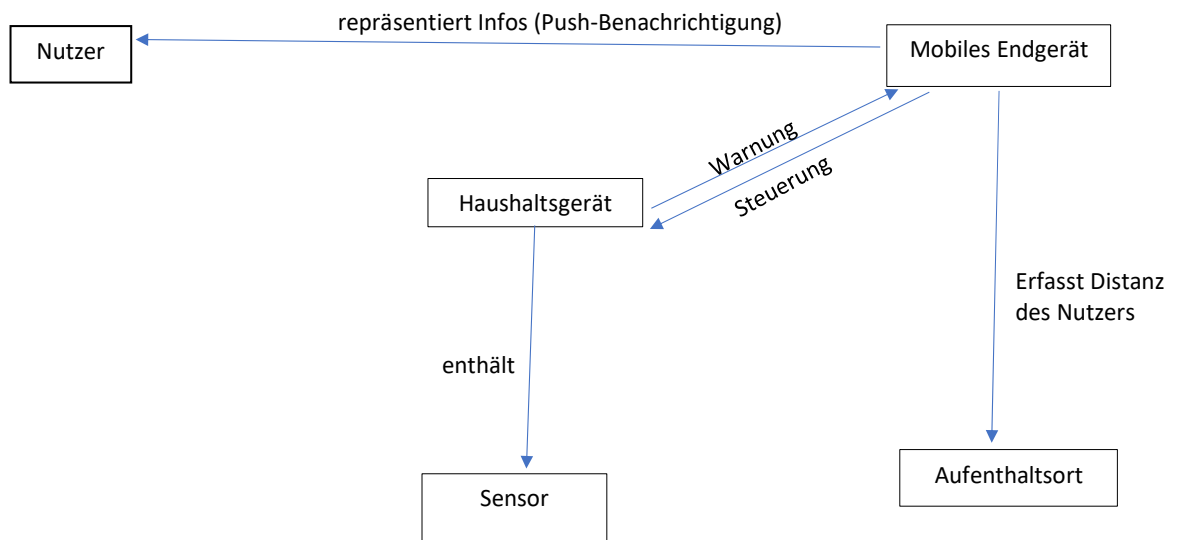 repräsentiert Infos (Push-Benachrichtigung)
Nutzer
Mobiles Endgerät
Warnung
Steuerung
Haushaltsgerät
Erfasst Distanz
des Nutzers
enthält
Aufenthaltsort
Sensor